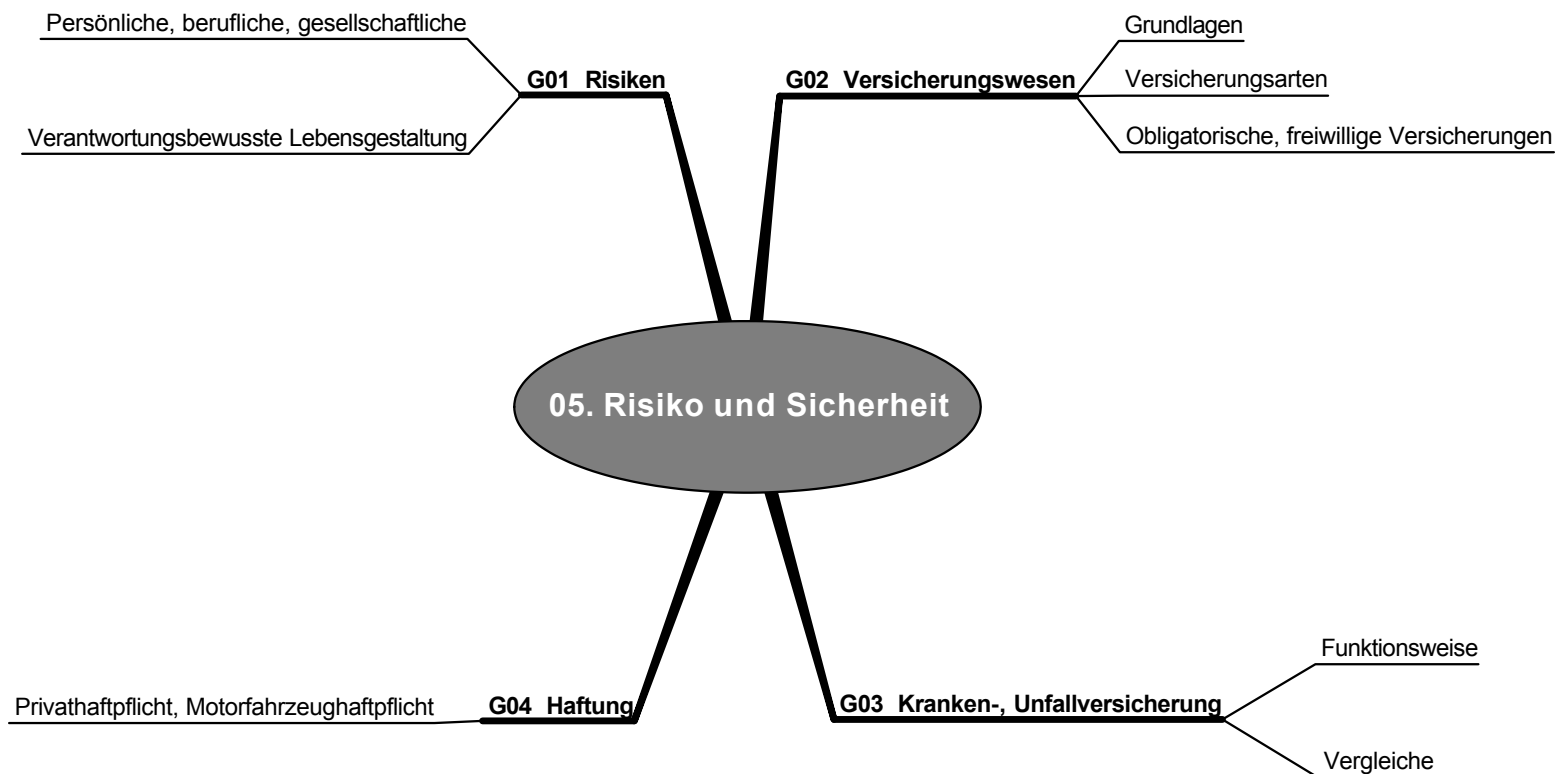 Persönliche, berufliche, gesellschaftliche
G01 Risiken
Verantwortungsbewusste Lebensgestaltung
G02 Versicherungswesen
Grundlagen
Versicherungsarten
Obligatorische, freiwillige Versicherungen
05. Risiko und Sicherheit
Privathaftpflicht, Motorfahrzeughaftpflicht
G04 Haftung
G03 Kranken-, Unfallversicherung
Funktionsweise
Vergleiche